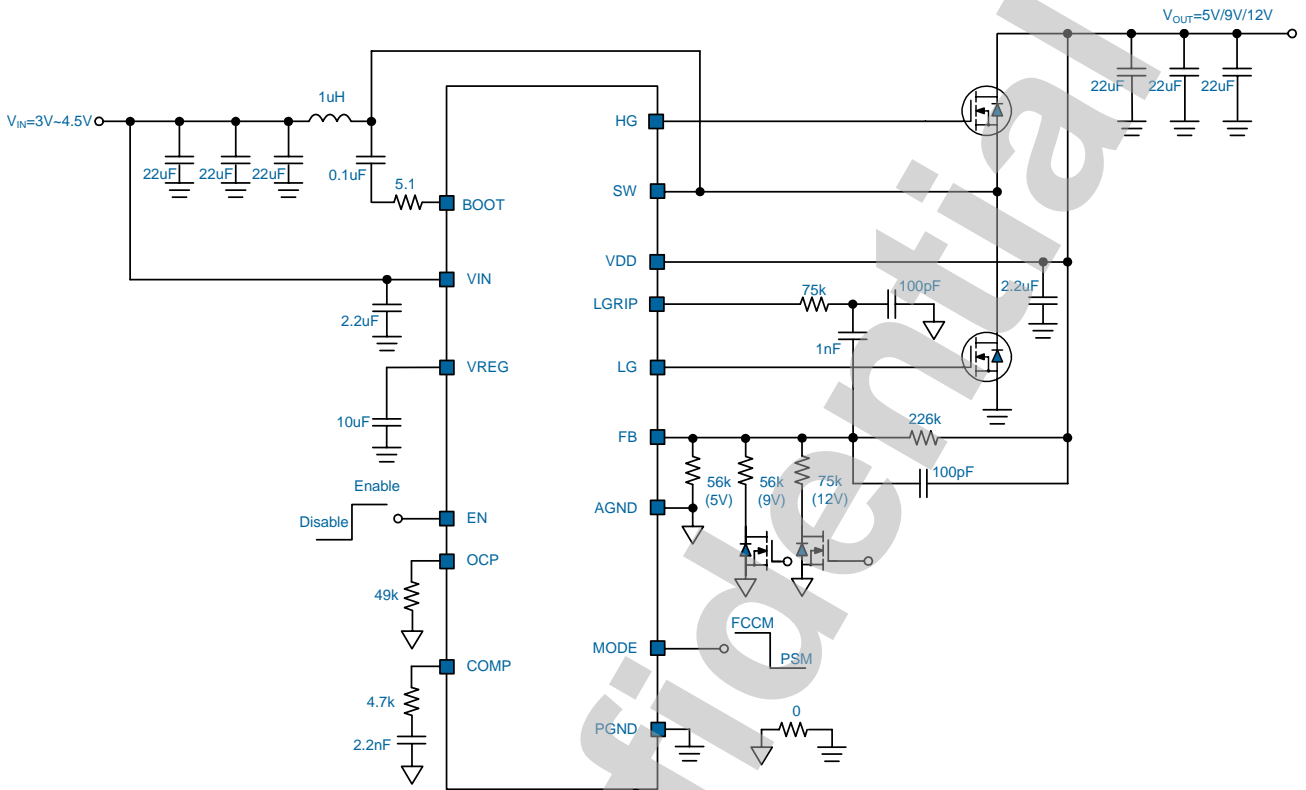 VOUT=5V/9V/12V
22uF 22uF 22uF
1uH
VIN=3V~4.5V
22uF 22uF 22uF
0.1uF
5.1
BOOT
VIN
2.2uF
VREG
10uF
Enable
Disable
EN
OCP
49k
COMP
4.7k
2.2nF
HG
SW
VDD
2.2uF
LGRIP
75k
100pF
1nF
LG
FB
226k
100pF
56k
(5V)
56k
(9V)
75k
(12V)
AGND
MODE
FCCM
PSM
PGND
0
fidential